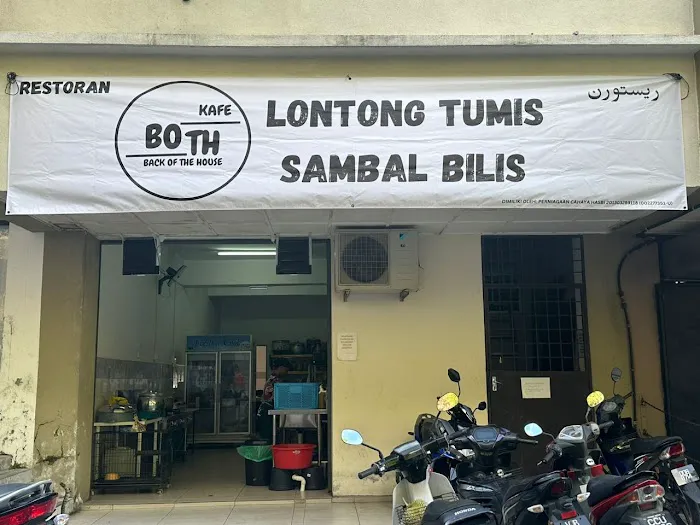 RESTORAN
ريستورن
KAFE
BOTH
BACK OF THE HOUSE
LONTONG TUMIS
SAMBAL BILIS